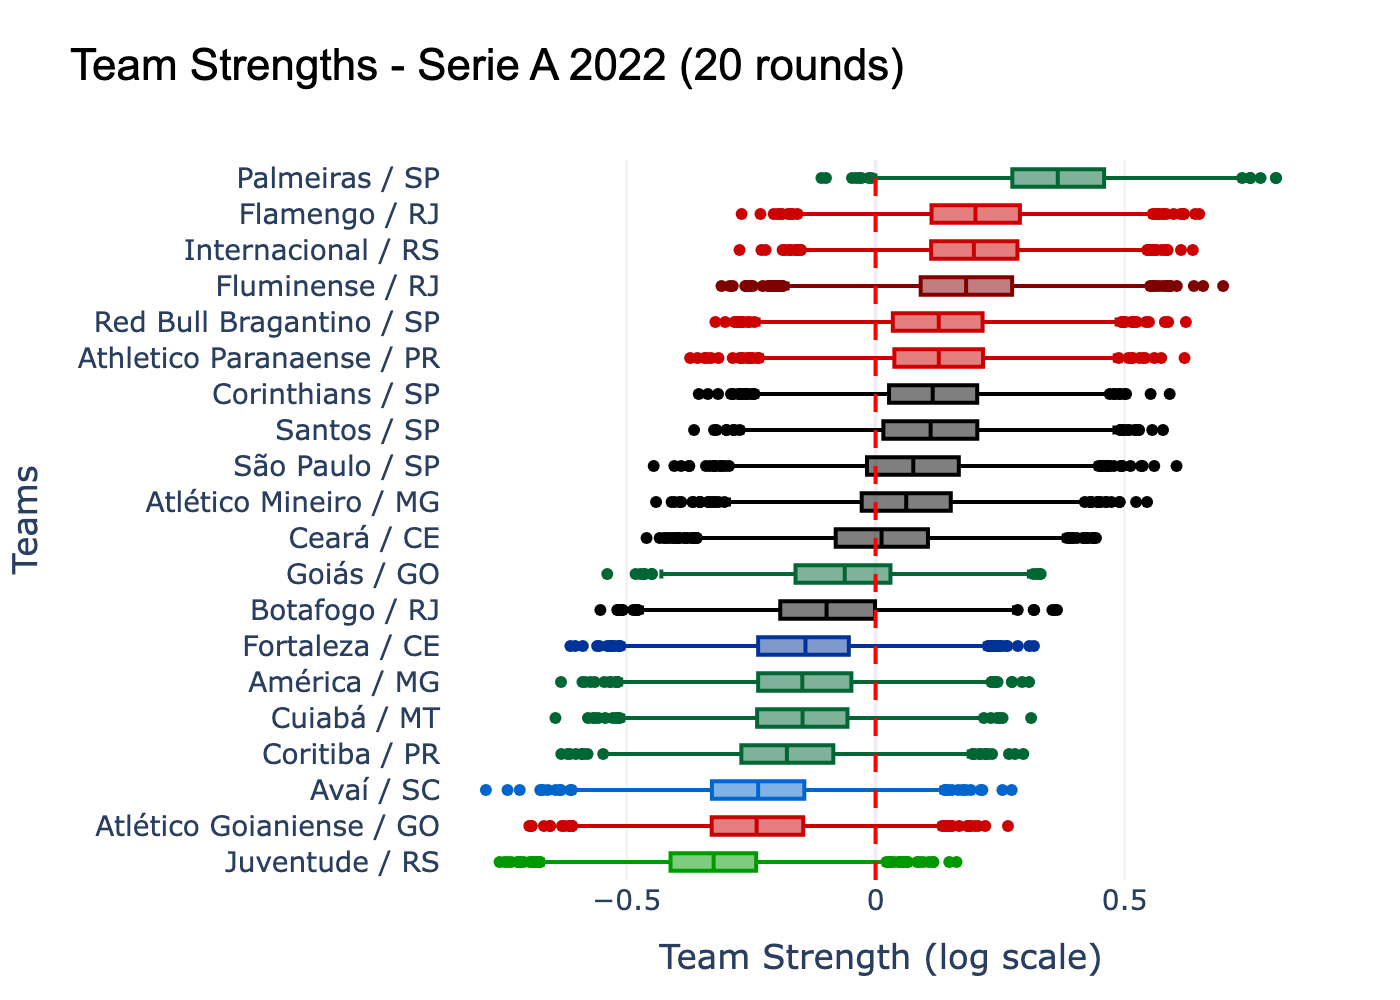 Team Strengths - Serie A 2022 (20 rounds)
Teams
Palmeiras / SP
Flamengo / RJ
Internacional / RS
Fluminense / RJ
Red Bull Bragantino / SP
Athletico Paranaense / PR
Corinthians / SP
Santos / SP
São Paulo / SP
Atlético Mineiro / MG
Ceará / CE
Goiás / GO
Botafogo / RJ
Fortaleza / CE
América / MG
Cuiabá / MT
Coritiba / PR
Avaí / SC
Atlético Goianiense / GO
Juventude / RS
−0.5 0 0.5
Team Strength (log scale)